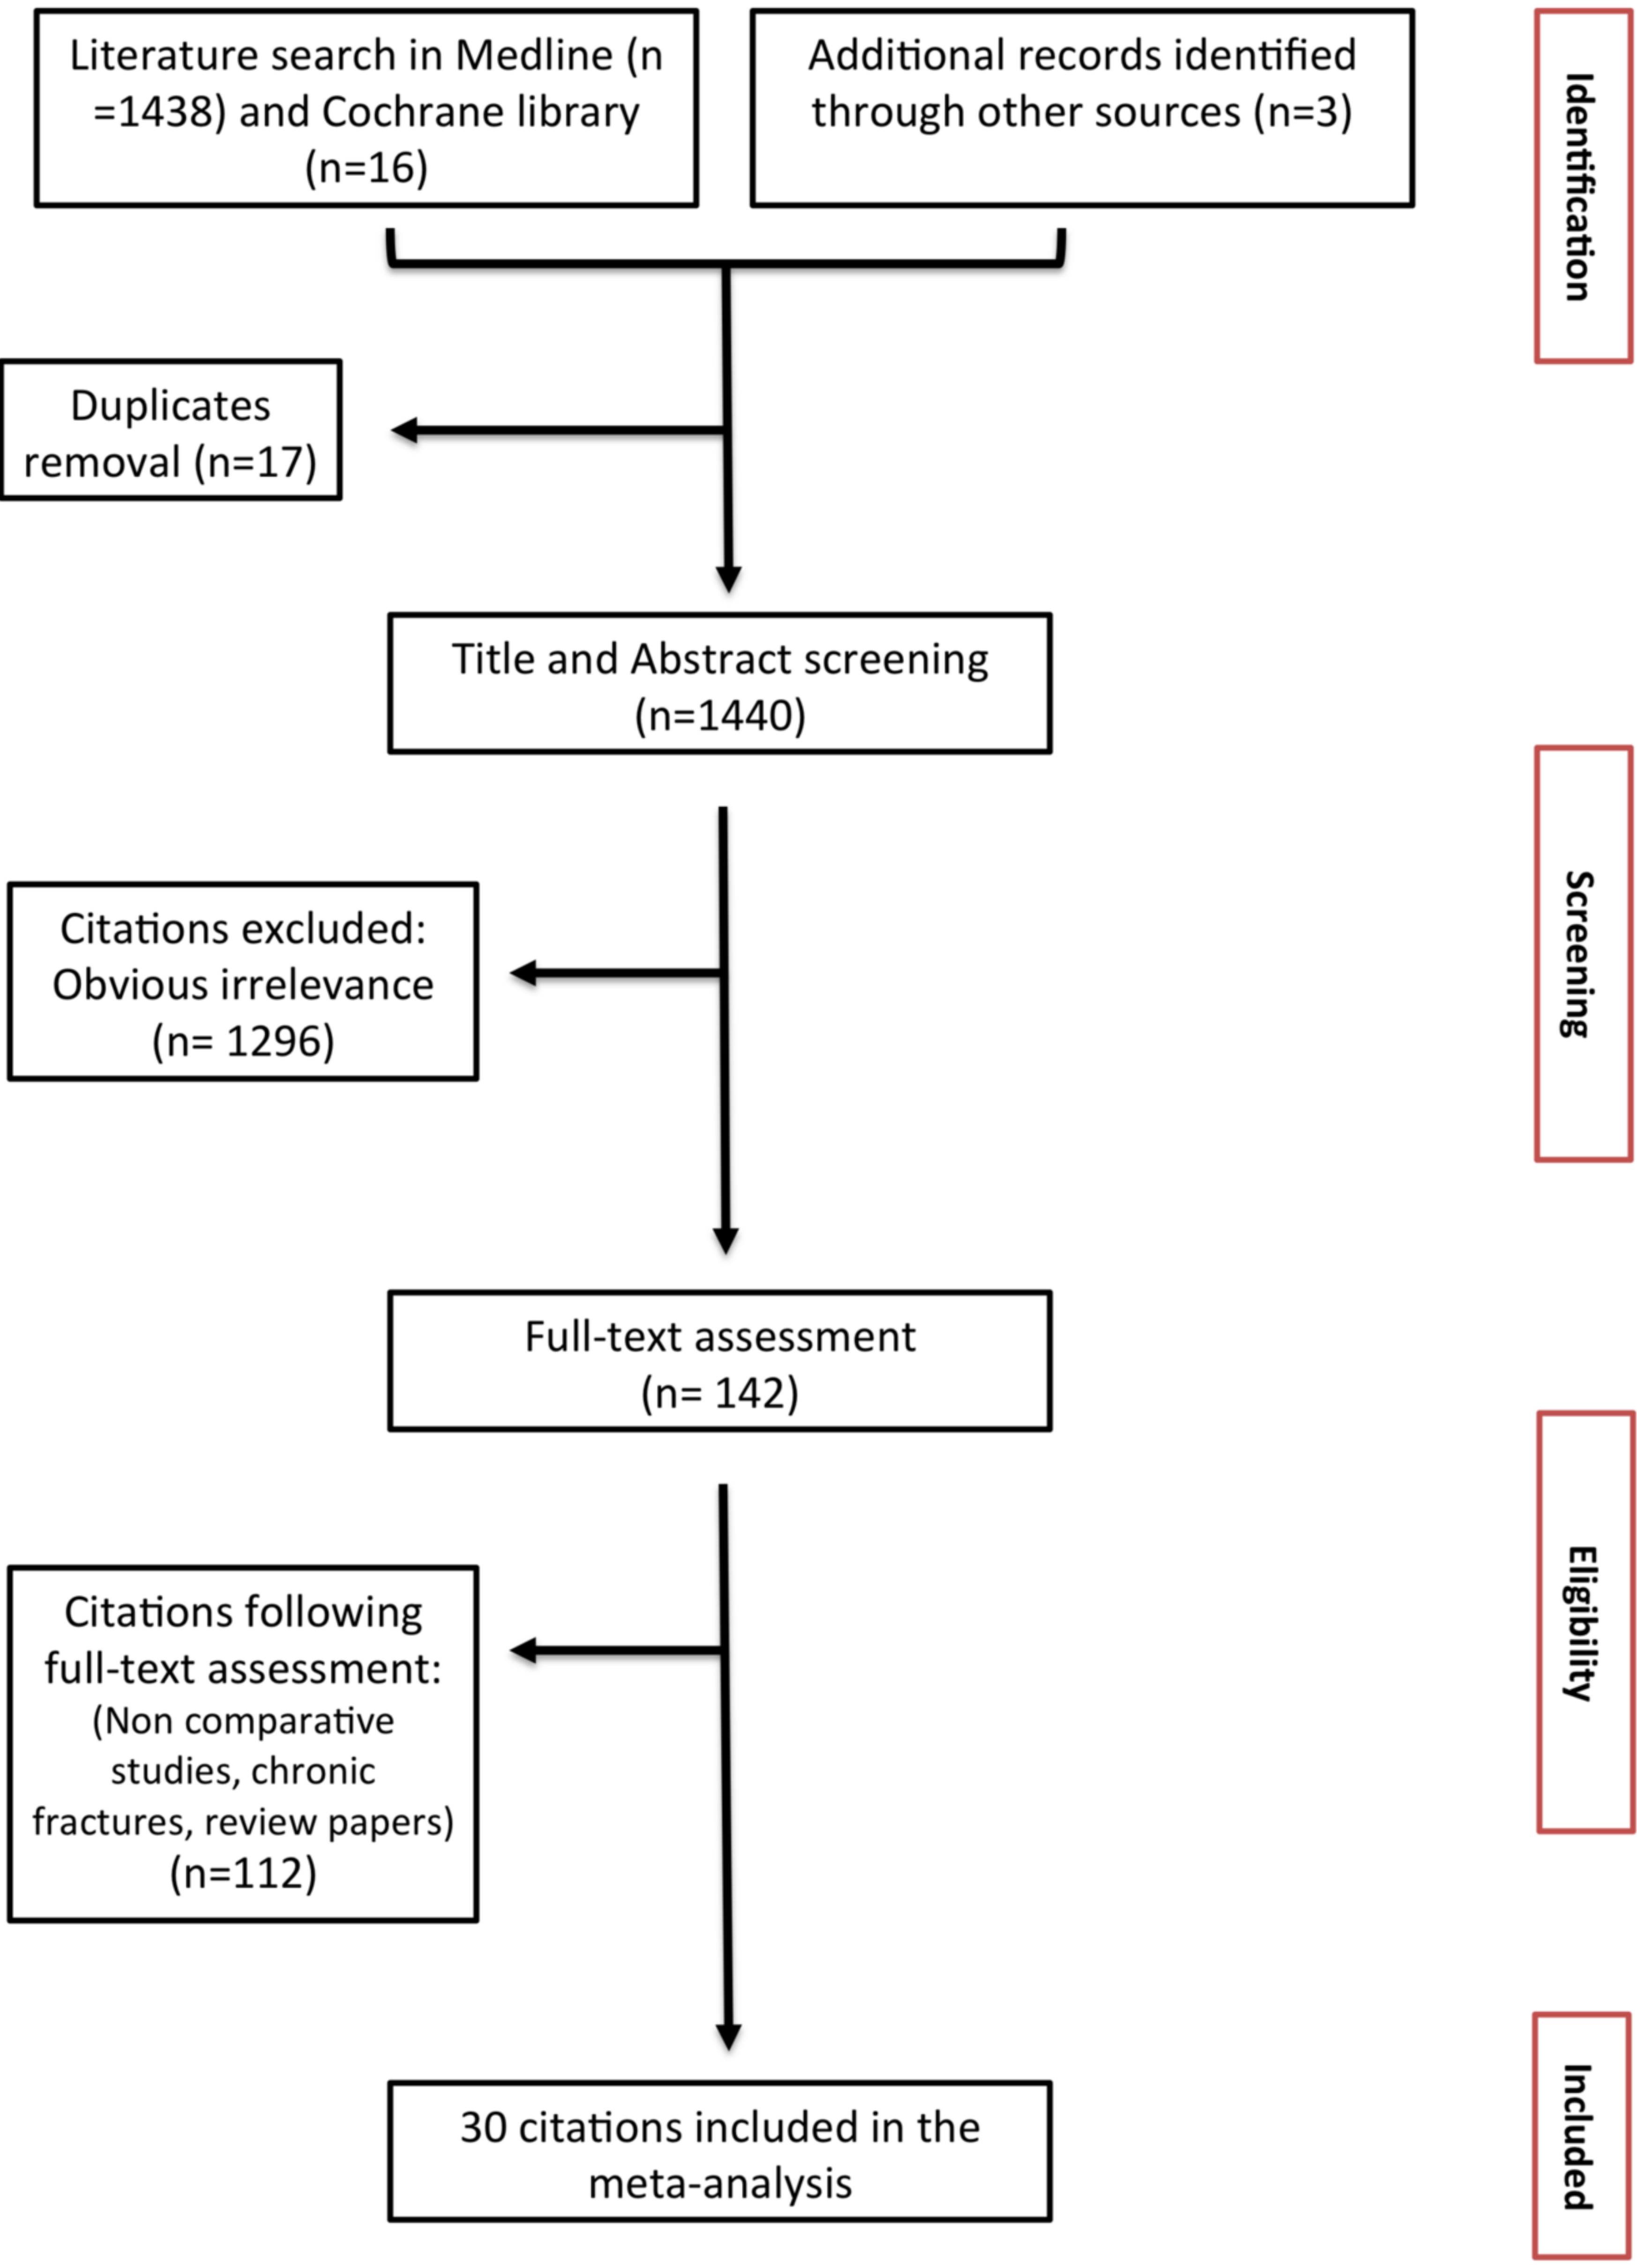 Literature search in Medline (n
=1438) and Cochrane library
(n=16)
Additional records identified
through other sources (n=3)
Identification
Duplicates
removal (n=17)
Title and Abstract screening
(n=1440)
Screening
Citations excluded:
Obvious irrelevance
(n= 1296)
Full-text assessment
(n= 142)
Eligibility
Citations following
full-text assessment:
(Non comparative
studies, chronic
fractures, review papers)
(n=112)
30 citations included in the
meta-analysis
Included